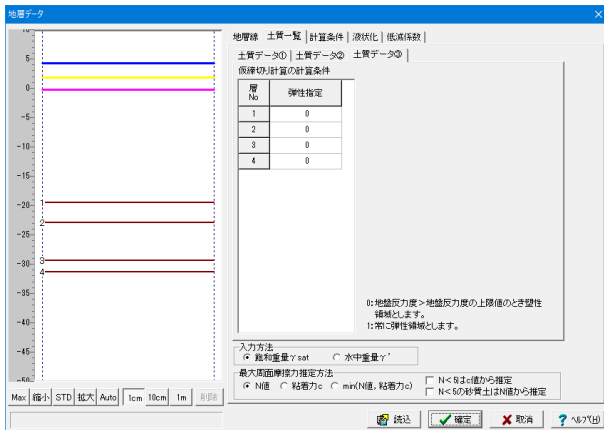 地層データ
地層線 土質一覧 計算条件 液状化 低減係数
土質データ① 土質データ② 土質データ③
仮締切り計算の計算条件
層No 弾性指定
1 0
2 0
3 0
4 0
0:地盤反力度>地盤反力度の上限値のとき塑性
領域とします。
1:常に弾性領域とします。
10
5
0
-5
-10
-15
-20
-25
-30
-35
-40
-45
-50
1
2
3
4
入力方法
飽和重量γsat 水中重量γ'
最大周面摩擦力推定方法
N値 粘着力c min(N値,粘着力c)
N<5はc値から推定
N<5の砂質土はN値から推定
Max 縮小 STD 拡大 Auto 1cm 10cm 1m 削除
読込 確定 取消 ヘルプ(H)